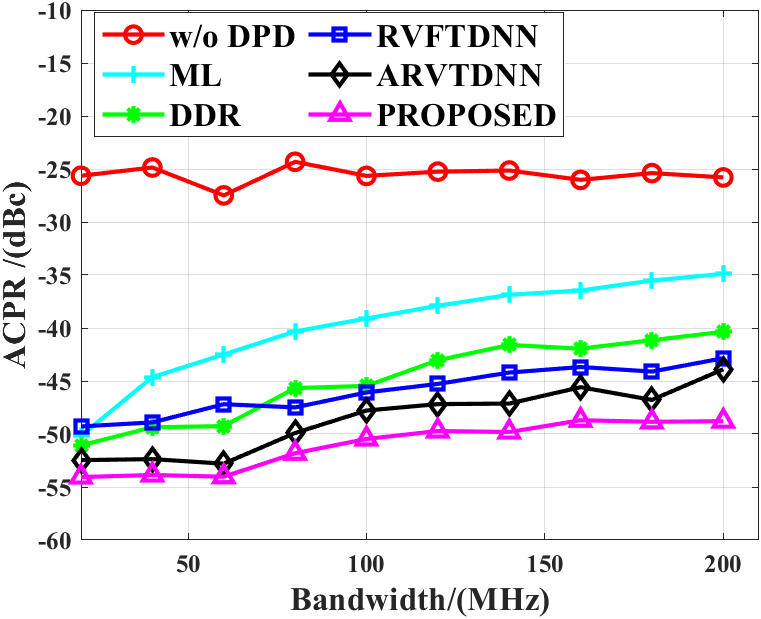 -10
-15
-20
-25
-30
-35
-40
-45
-50
-55
-60
ACPR /(dBc)
w/o DPD RVFTDNN
ML ARVTDNN
DDR PROPOSED
50 100 150 200
Bandwidth/(MHz)